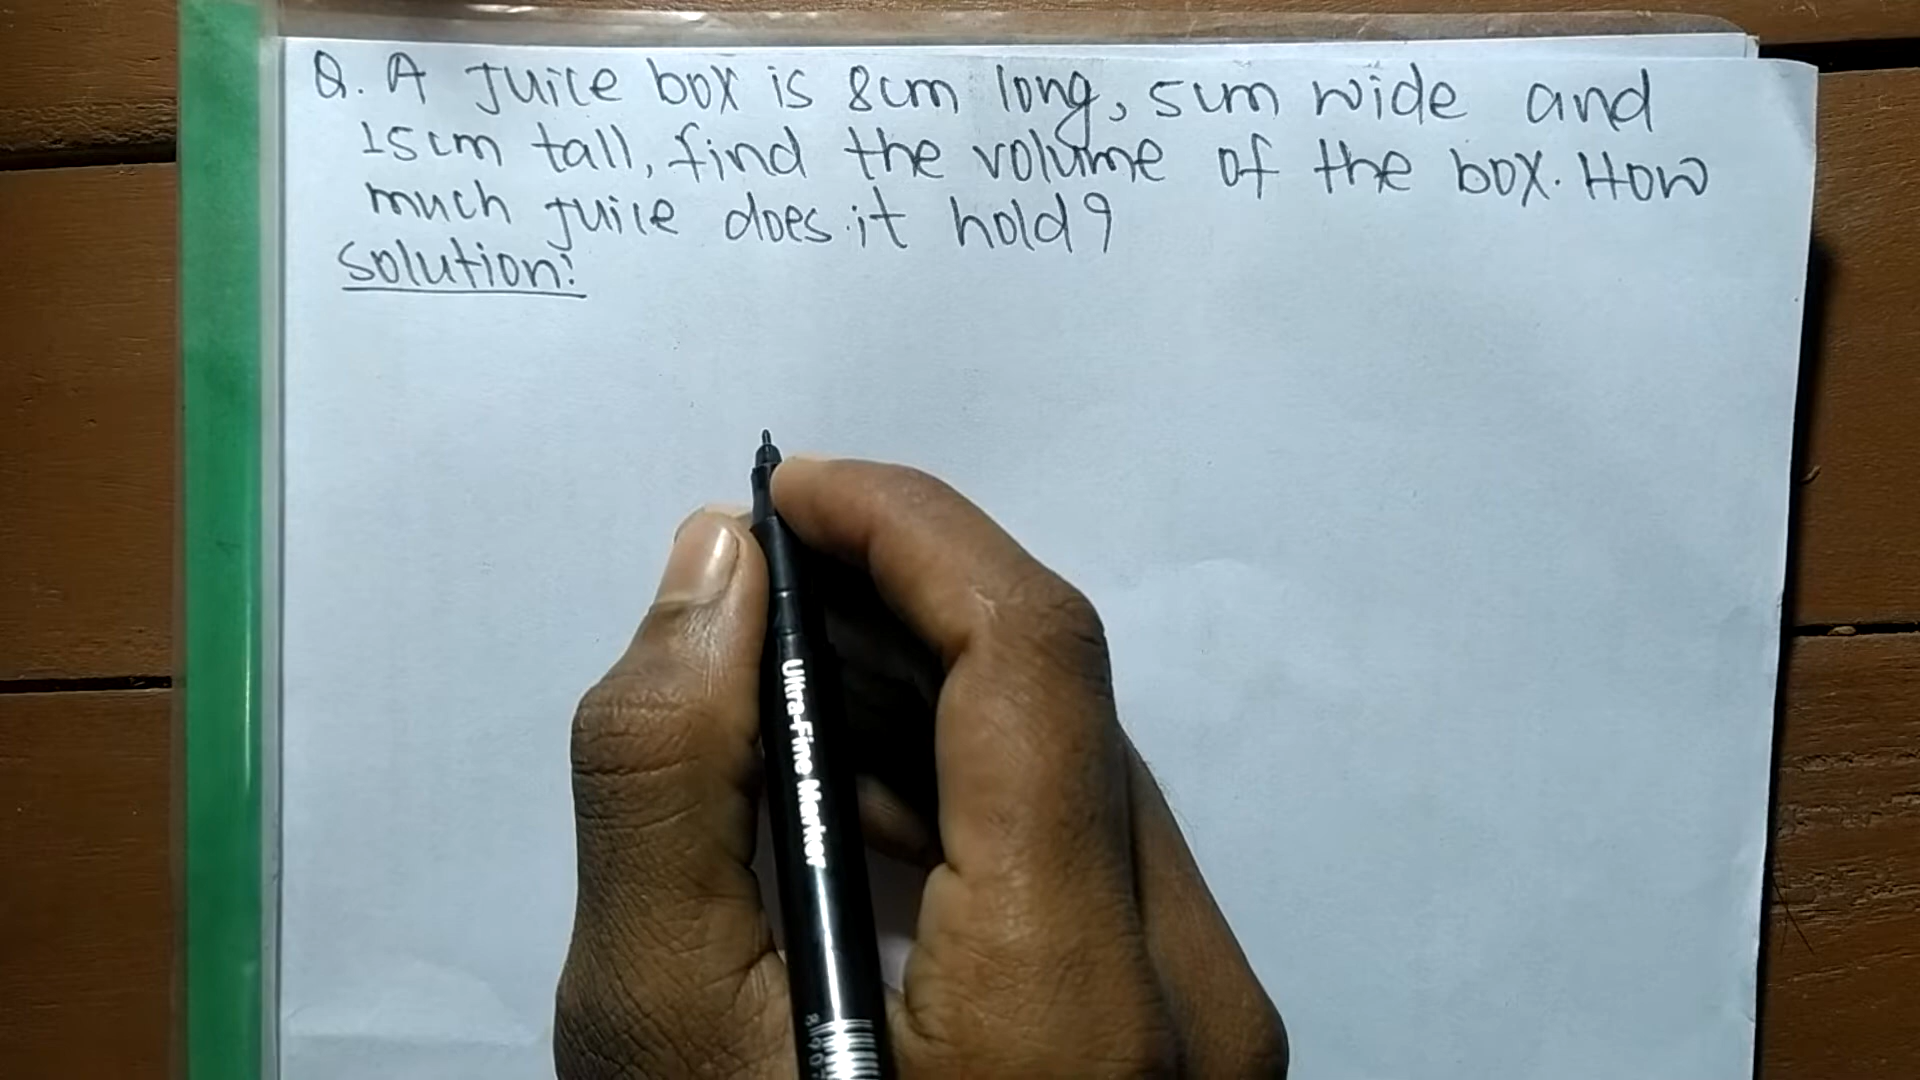 Q. A Juice box is 8cm long, 5cm wide and
15cm tall, find the volume of the box. How
much juice does it hold?
Solution:
Ultra-Fine Marker